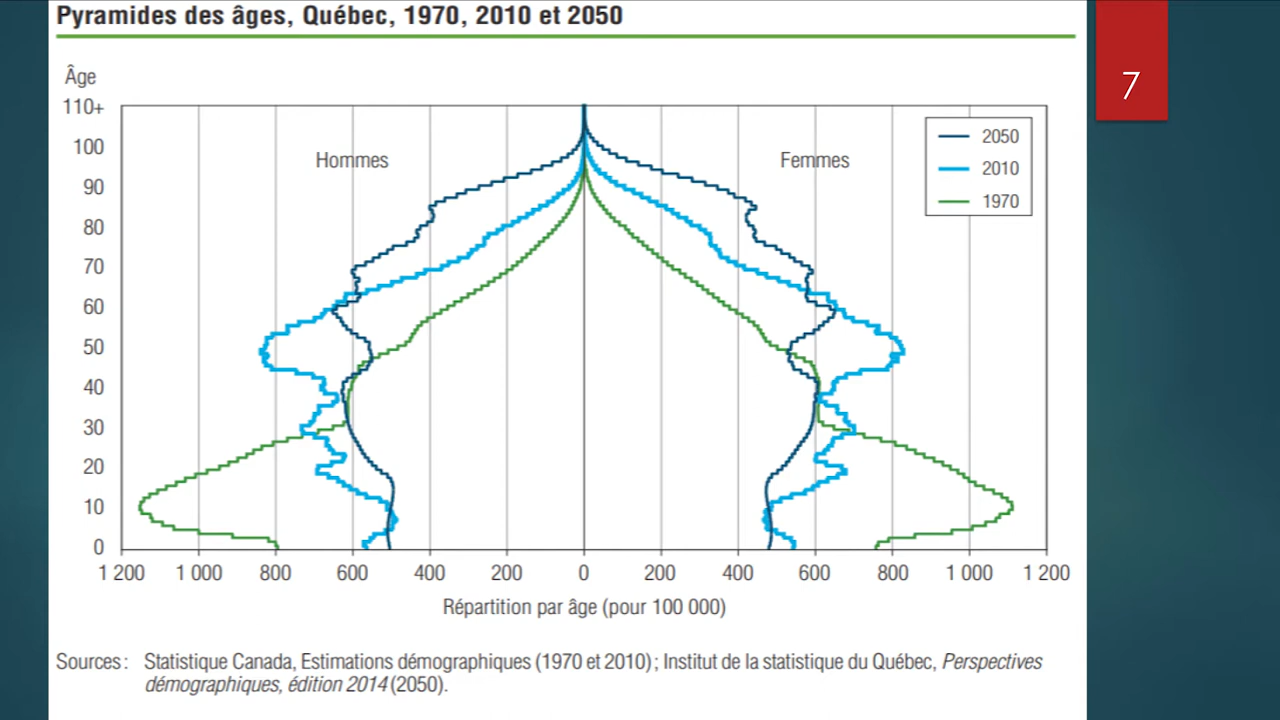 Pyramides des âges, Québec, 1970, 2010 et 2050
7
Âge
110+
100
90
80
70
60
50
40
30
20
10
0
Hommes
Femmes
2050
2010
1970
1 200 1 000 800 600 400 200 0 200 400 600 800 1 000 1 200
Répartition par âge (pour 100 000)
Sources : Statistique Canada, Estimations démographiques (1970 et 2010) ; Institut de la statistique du Québec, Perspectives
démographiques, édition 2014 (2050).